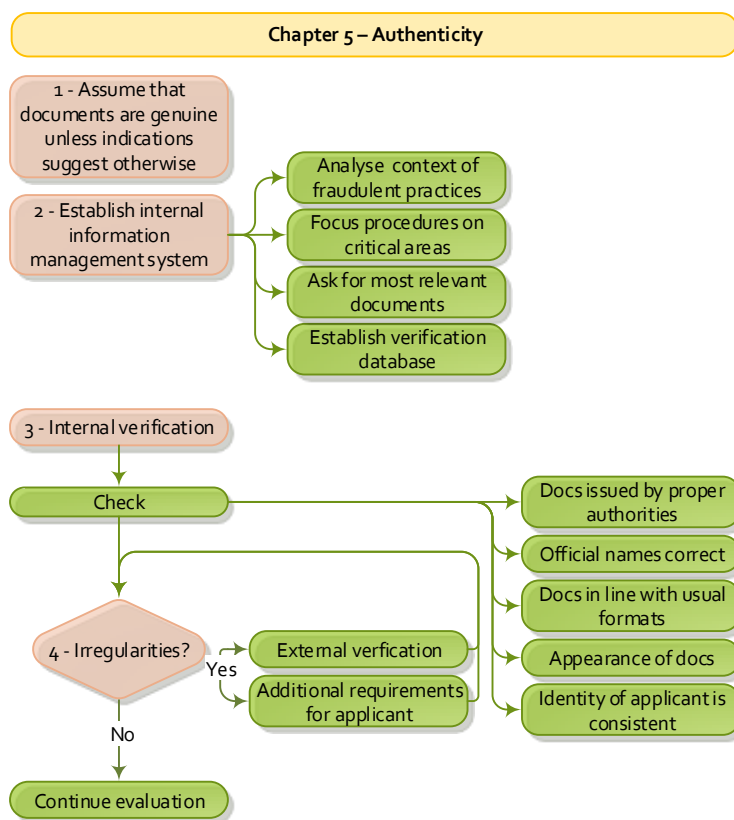 Chapter 5 – Authenticity
1 - Assume that
documents are genuine
unless indications
suggest otherwise
2 - Establish internal
information
management system
Analyse context of
fraudulent practices
Focus procedures on
critical areas
Ask for most relevant
documents
Establish verification
database
3 - Internal verification
Check
Docs issued by proper
authorities
Official names correct
Docs in line with usual
formats
Appearance of docs
Identity of applicant is
consistent
4 - Irregularities?
Yes
External verfication
Additional requirements
for applicant
No
Continue evaluation